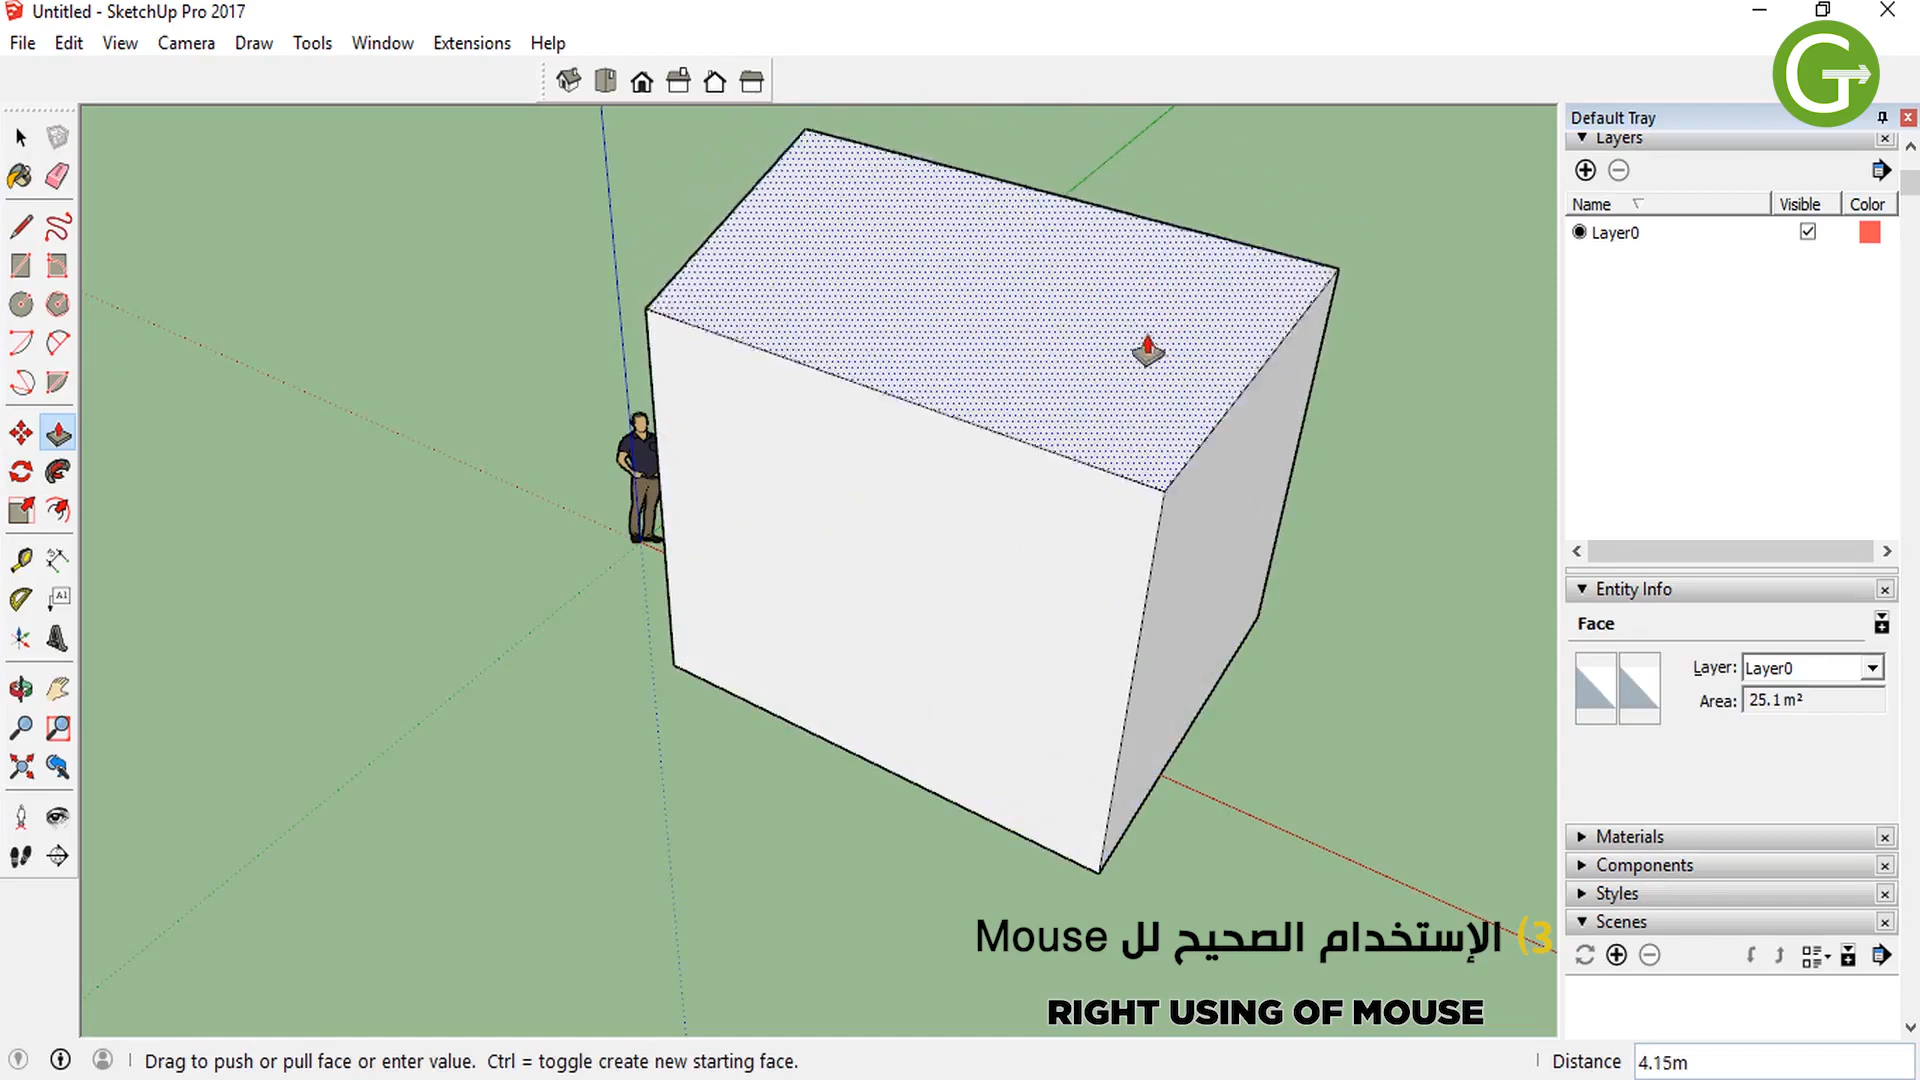 Untitled - SketchUp Pro 2017
File Edit View Camera Draw Tools Window Extensions Help
G
Default Tray
Layers
Name Visible Color
Layer0
A1
Entity Info
Face
Layer: Layer0
Area: 25.1 m²
Materials
Components
Styles
Scenes
3) الإستخدام الصحيح لل Mouse
RIGHT USING OF MOUSE
Drag to push or pull face or enter value. Ctrl = toggle create new starting face.
Distance 4.15m